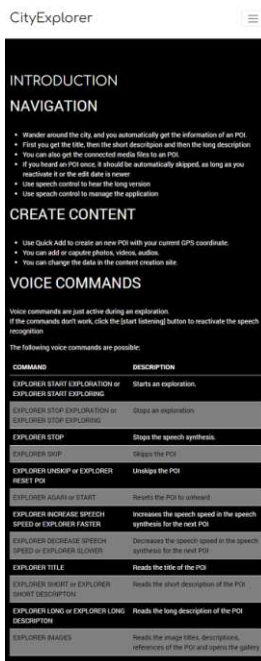 CityExplorer
INTRODUCTION
NAVIGATION
Wander around the city, and you automatically get the information of an POI.
First you get the title, then the short descritpion and then the long description
You can also get the connected media files to an POI.
If you heard an POI once, it should be automatically skipped, as long as you
reactivate it or the edit date is newer
Use speech control to hear the long version
Use speach control to manage the application
CREATE CONTENT
Use Quick Add to create an new POI with your current GPS coordinate.
You can add or caputre photos, videos, audios.
You can change the data in the content creation site.
VOICE COMMANDS
Voice commands are just active during an exploration.
If the commands don't work, click the [start listening] button to reactivate the speech
recognition
The following voice commands are possible:
COMMAND DESCRIPTION
EXPLORER START EXPLORATION or Starts an exploration.
EXPLORER START EXPLORING
EXPLORER STOP EXPLORATION or Stops an exploration
EXPLORER STOP EXPLORING
EXPLORER STOP Stops the speech synthesis.
EXPLORER SKIP Skipps the POI
EXPLORER UNSKIP or EXPLORER Unskips the POI
RESET POI
EXPLORER AGAIN or START Resets the POI to unheard
EXPLORER INCREASE SPEECH Increases the speech speed in the speech
SPEED or EXPLORER FASTER synthesis for the next POI
EXPLORER DECREASE SPEECH Decreases the speech speed in the speech
SPEED or EXPLORER SLOWER synthesis for the next POI
EXPLORER TITLE Reads the title of the POI
EXPLORER SHORT or EXPLORER Reads the short description of the POI
SHORT DESCRIPTON
EXPLORER LONG or EXPLORER LONG Reads the long description of the POI
DESCRIPTON
EXPLORER IMAGES Reads the image titles, descriptions,
references of the POI and opens the gallery